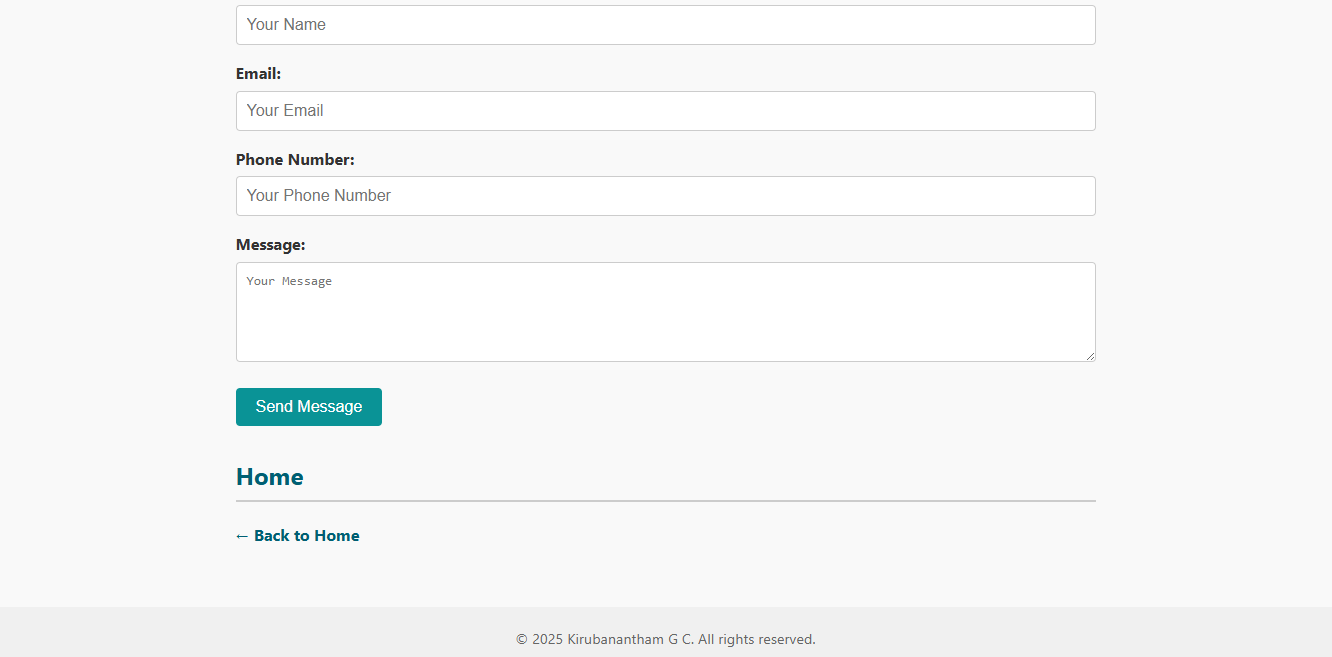 Your Name
Email:
Your Email
Phone Number:
Your Phone Number
Message:
Your Message
Send Message
Home
← Back to Home
© 2025 Kirubanantham G C. All rights reserved.